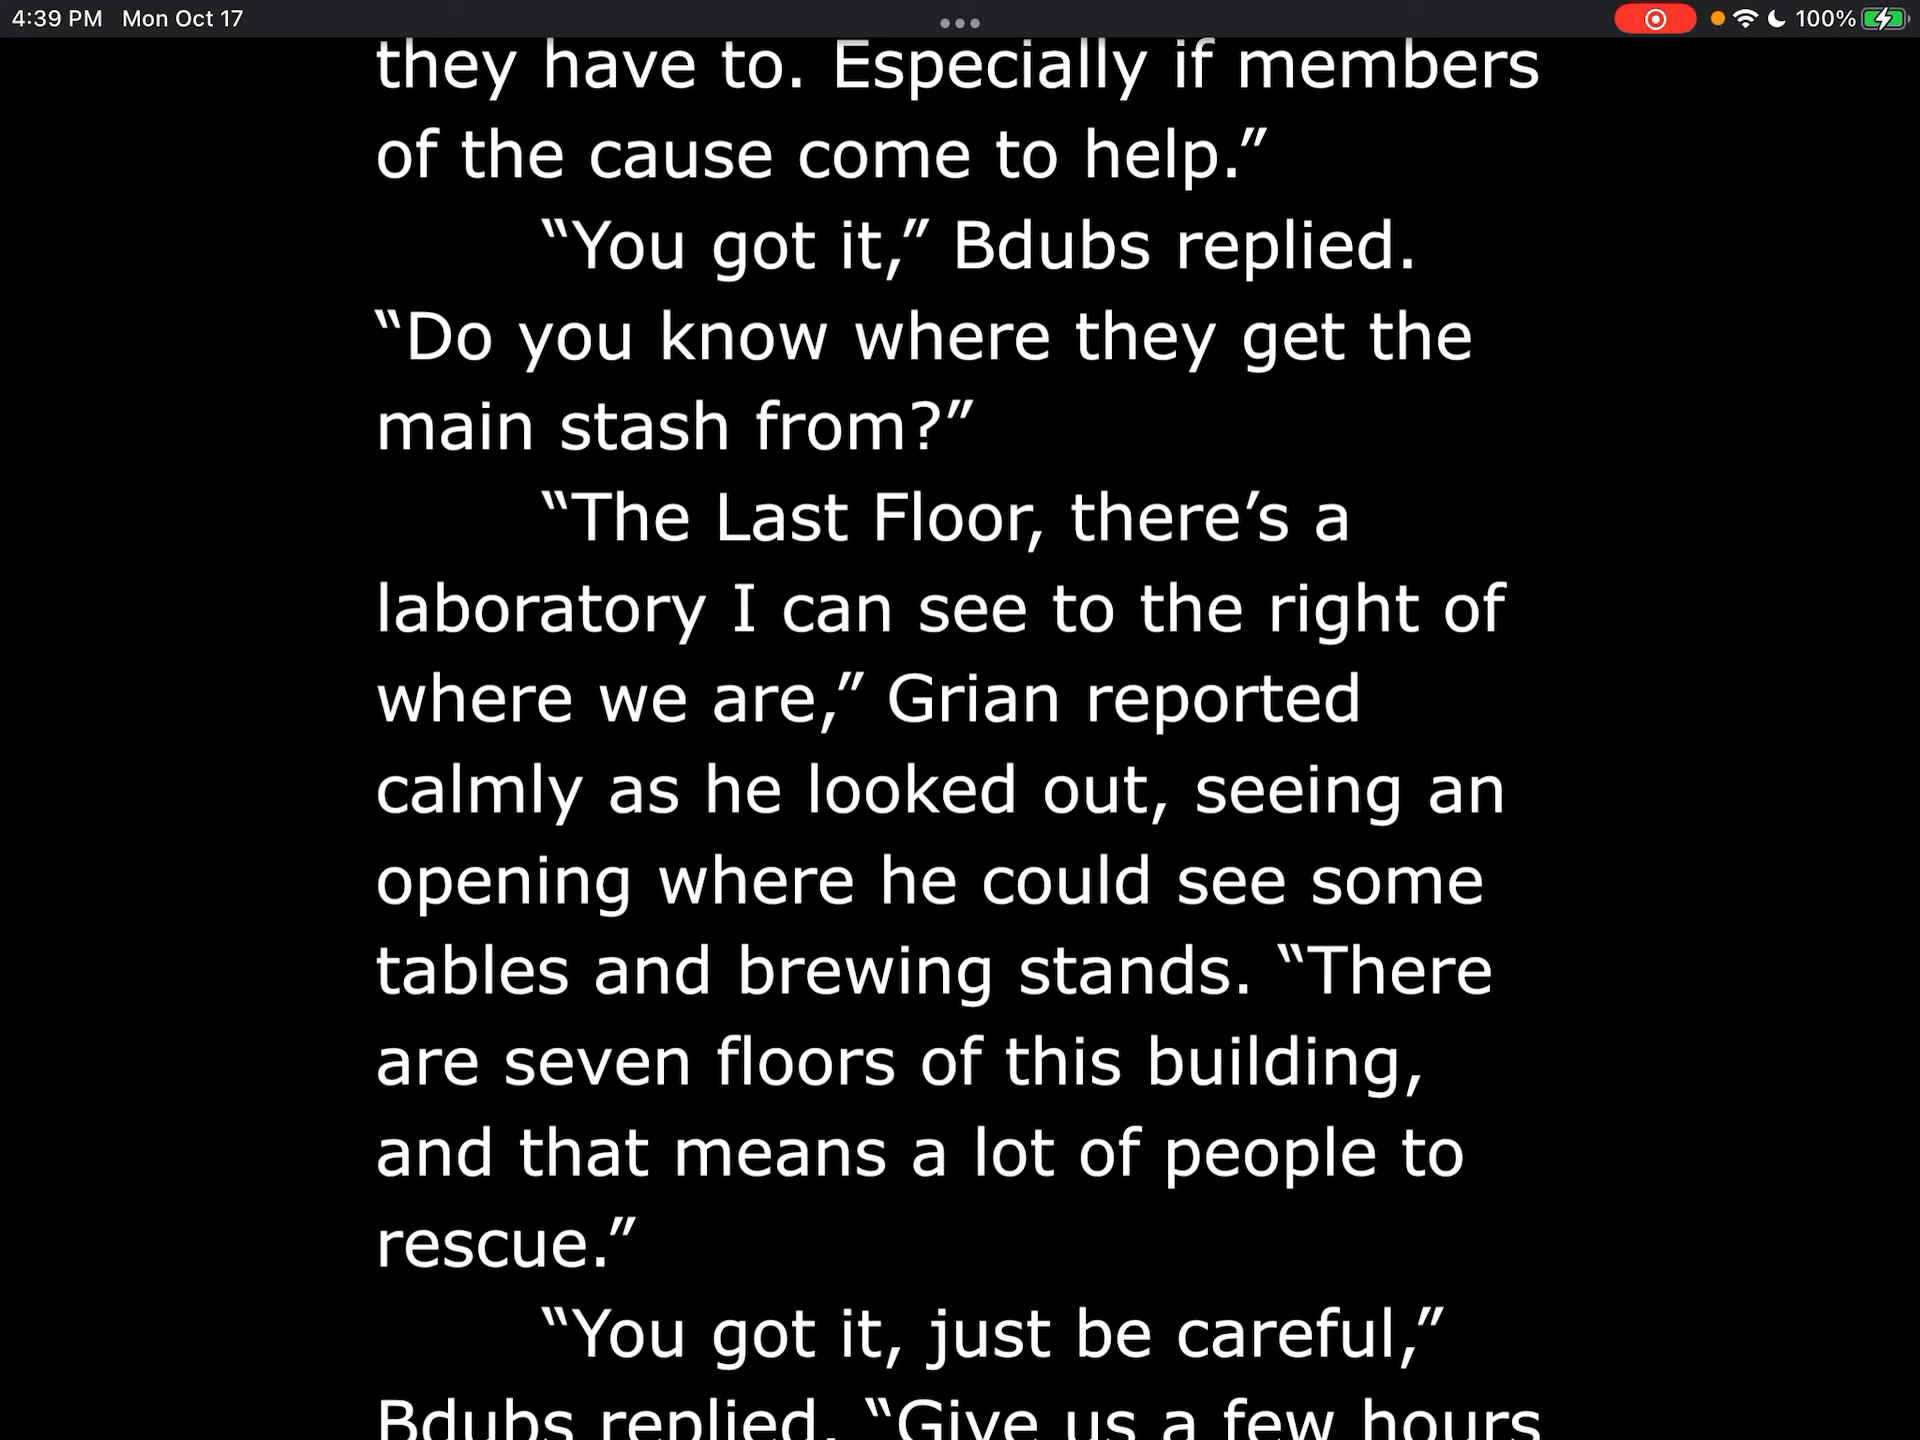 4:39 PM Mon Oct 17 100%
they have to. Especially if members
of the cause come to help.”
“You got it,” Bdubs replied.
“Do you know where they get the
main stash from?”
“The Last Floor, there’s a
laboratory I can see to the right of
where we are,” Grian reported
calmly as he looked out, seeing an
opening where he could see some
tables and brewing stands. “There
are seven floors of this building,
and that means a lot of people to
rescue.”
“You got it, just be careful,”
Bdubs replied. “Give us a few hours